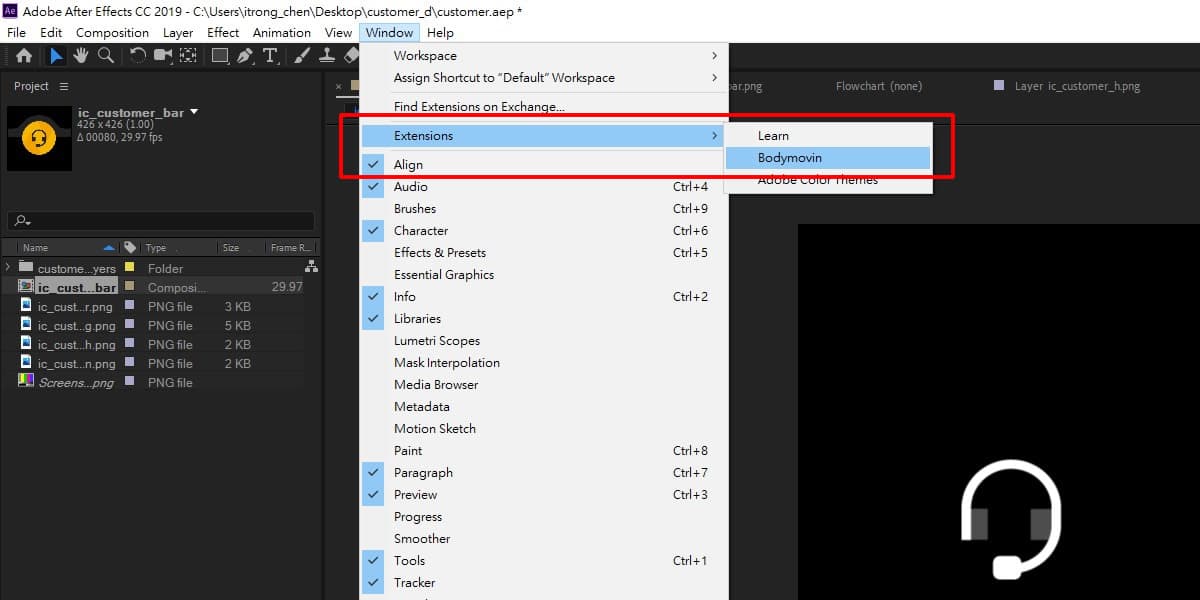 Adobe After Effects CC 2019 - C:\Users\itrong_chen\Desktop\customer_d\customer.aep *
File Edit Composition Layer Effect Animation View Window Help
Project
ic_customer_bar
426 x 426 (1.00)
Δ 00080, 29.97 fps
Name Type Size Frame R...
custome...yers Folder
ic_cust...bar Composi... 29.97
ic_cust...r.png PNG file 3 KB
ic_cust...g.png PNG file 5 KB
ic_cust...h.png PNG file 2 KB
ic_cust...n.png PNG file 2 KB
Screens...png PNG file
Workspace
Assign Shortcut to "Default" Workspace
Find Extensions on Exchange...
Extensions
Align
Audio Ctrl+4
Brushes Ctrl+9
Character Ctrl+6
Effects & Presets Ctrl+5
Essential Graphics
Info Ctrl+2
Libraries
Lumetri Scopes
Mask Interpolation
Media Browser
Metadata
Motion Sketch
Paint Ctrl+8
Paragraph Ctrl+7
Preview Ctrl+3
Progress
Smoother
Tools Ctrl+1
Tracker
Learn
Bodymovin
Adobe Color Themes
bar.png Flowchart (none) Layer ic_customer_h.png